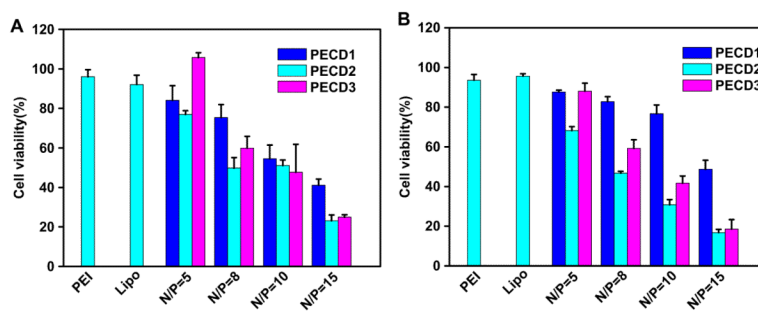 A
120
100
80
60
40
20
0
Cell viability(%)
PECD1
PECD2
PECD3
PEI
Lipo
N/P=5
N/P=8
N/P=10
N/P=15
B
120
100
80
60
40
20
0
Cell viability(%)
PECD1
PECD2
PECD3
PEI
Lipo
N/P=5
N/P=8
N/P=10
N/P=15